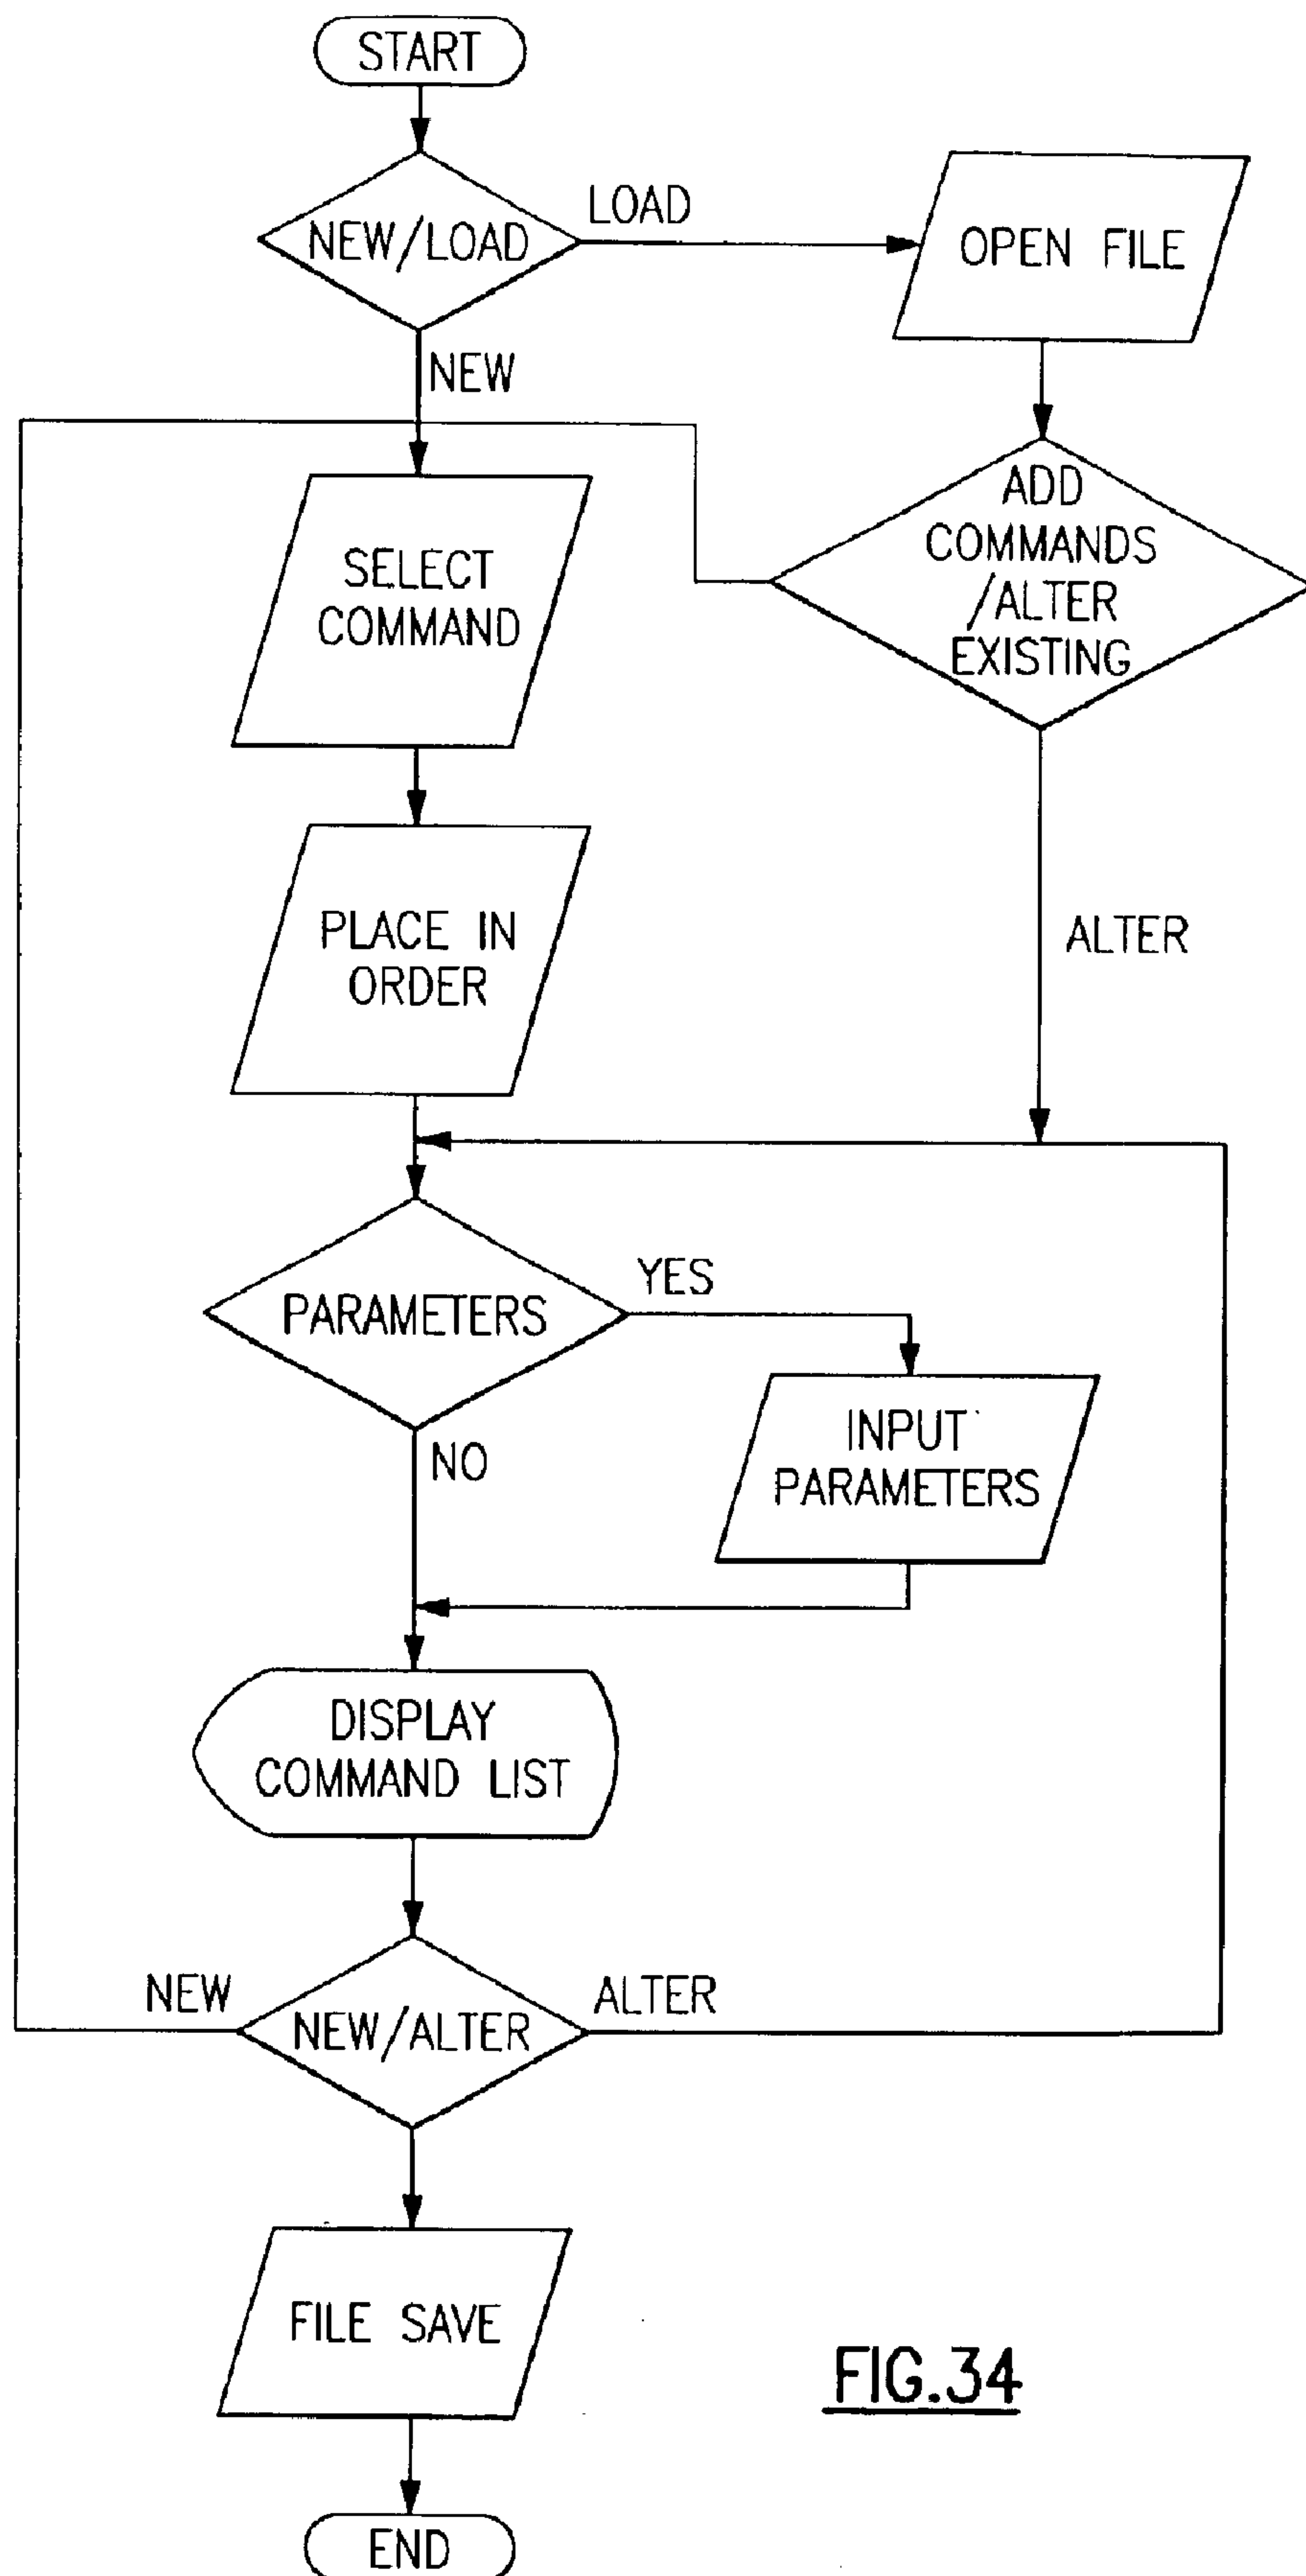 START
NEW/LOAD
LOAD
OPEN FILE
NEW
ADD
COMMANDS
/ALTER
EXISTING
SELECT
COMMAND
PLACE IN
ORDER
ALTER
PARAMETERS
YES
INPUT
PARAMETERS
NO
DISPLAY
COMMAND LIST
NEW
NEW/ALTER
ALTER
FILE SAVE
FIG.34
END